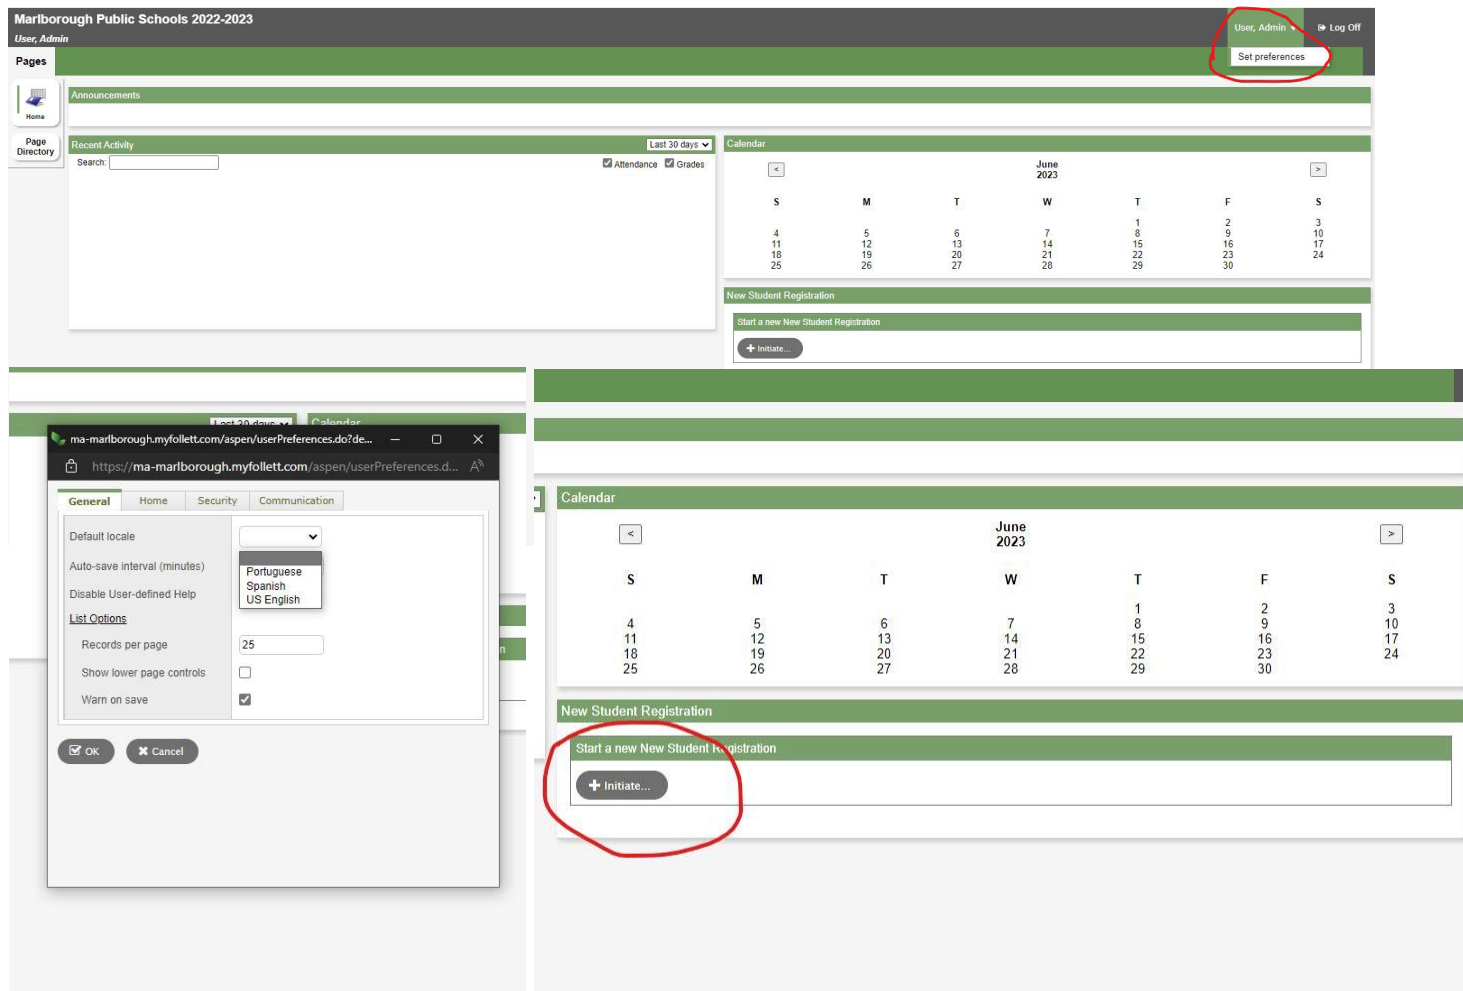 Marlborough Public Schools 2022-2023
User, Admin
User, Admin
Log Off
Set preferences
Pages
Home
Page
Directory
Announcements
Recent Activity
Last 30 days
Search:
Attendance
Grades
Calendar
<
June
2023
>
S M T W T F S
1 2 3
4 5 6 7 8 9 10
11 12 13 14 15 16 17
18 19 20 21 22 23 24
25 26 27 28 29 30
New Student Registration
Start a new New Student Registration
Initiate...
Last 30 days
Calendar
ma-marlborough.myfollett.com/aspen/userPreferences.do?de...
https://ma-marlborough.myfollett.com/aspen/userPreferences.d...
General Home Security Communication
Default locale
Portuguese
Spanish
US English
Auto-save interval (minutes)
Disable User-defined Help
List Options
Records per page 25
Show lower page controls
Warn on save
OK
Cancel
n
Calendar
<
June
2023
>
S M T W T F S
1 2 3
4 5 6 7 8 9 10
11 12 13 14 15 16 17
18 19 20 21 22 23 24
25 26 27 28 29 30
New Student Registration
Start a new New Student Registration
Initiate...